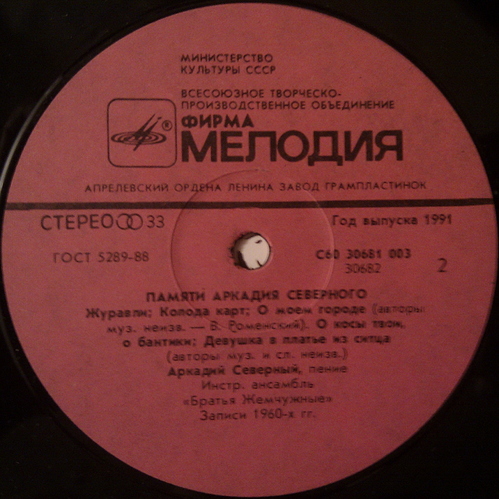 МИНИСТЕРСТВО
КУЛЬТУРЫ СССР
ВСЕСОЮЗНОЕ ТВОРЧЕСКО-
ПРОИЗВОДСТВЕННОЕ ОБЪЕДИНЕНИЕ
ФИРМА
МЕЛОДИЯ
АПРЕЛЕВСКИЙ ОРДЕНА ЛЕНИНА ЗАВОД ГРАМПЛАСТИНОК
СТЕРЕО 33
Год выпуска 1991
ГОСТ 5289-88
С60 30681 003
30682
2
ПАМЯТИ АРКАДИЯ СЕВЕРНОГО
Журавли; Колода карт; О моем городе (авторы
муз. неизв. — В. Роменский). О косы твои,
о бантики; Девушка в платье из ситца
(авторы муз. и сл. неизв.)
Аркадий Северный, пение
Инстр. ансамбль
«Братья Жемчужные»
Записи 1960-х гг.